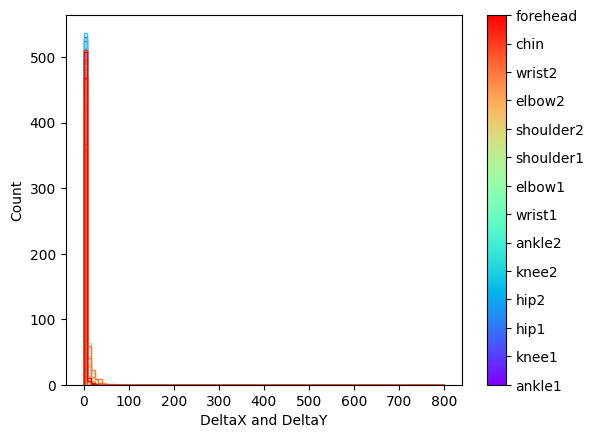 500
400
300
200
100
0
Count
0 100 200 300 400 500 600 700 800
DeltaX and DeltaY
forehead
chin
wrist2
elbow2
shoulder2
shoulder1
elbow1
wrist1
ankle2
knee2
hip2
hip1
knee1
ankle1